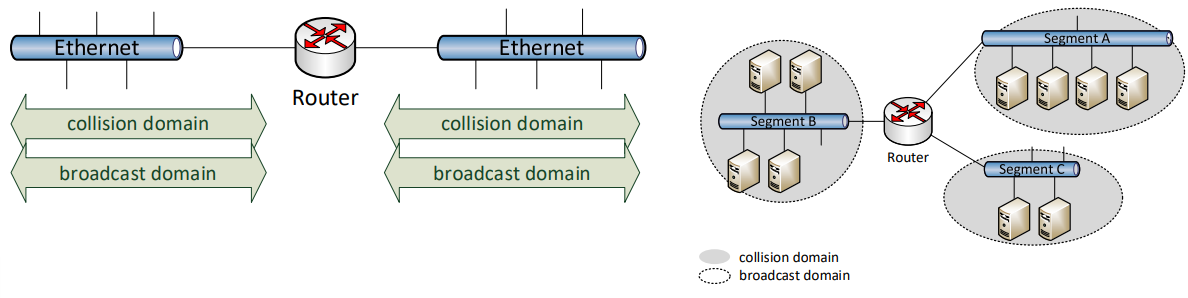 Ethernet
Ethernet
Router
collision domain
collision domain
broadcast domain
broadcast domain
Segment A
Segment B
Router
Segment C
collision domain
broadcast domain